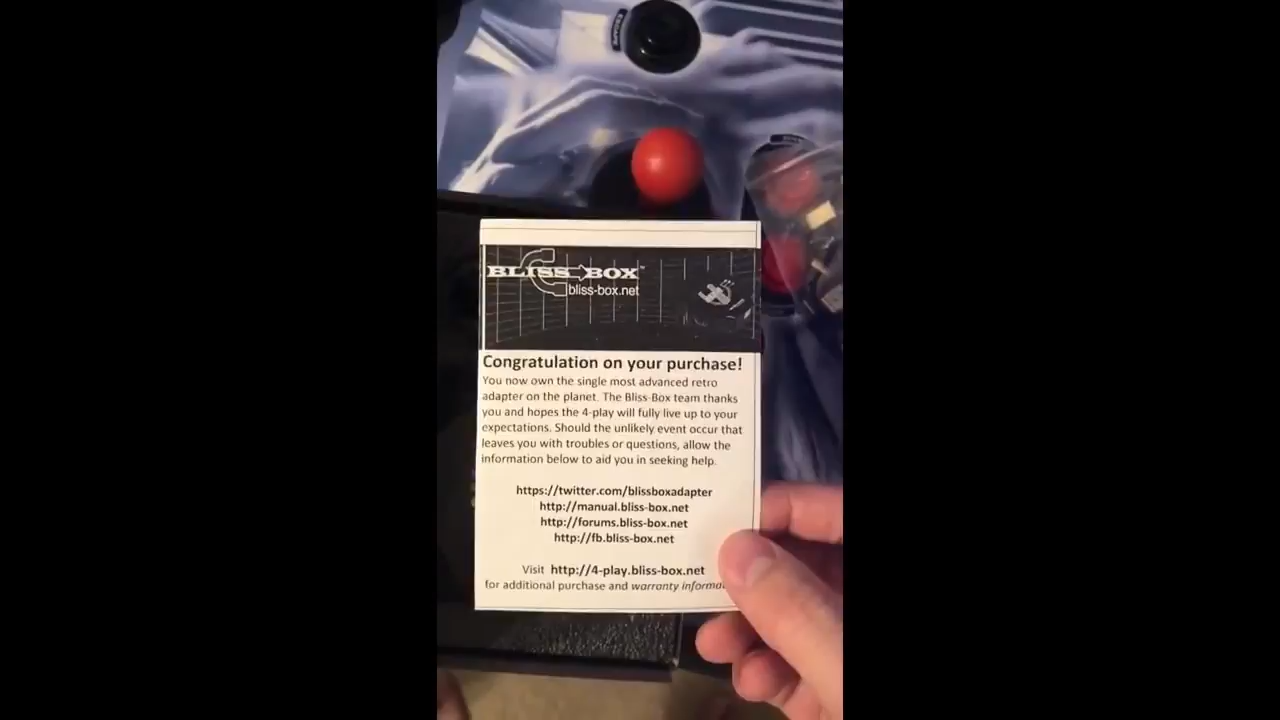 BLISS BOX™
bliss-box.net
Congratulation on your purchase!
You now own the single most advanced retro
adapter on the planet. The Bliss-Box team thanks
you and hopes the 4-play will fully live up to your
expectations. Should the unlikely event occur that
leaves you with troubles or questions, allow the
information below to aid you in seeking help.
https://twitter.com/blissboxadapter
http://manual.bliss-box.net
http://forums.bliss-box.net
http://fb.bliss-box.net
Visit http://4-play.bliss-box.net
for additional purchase and warranty informa